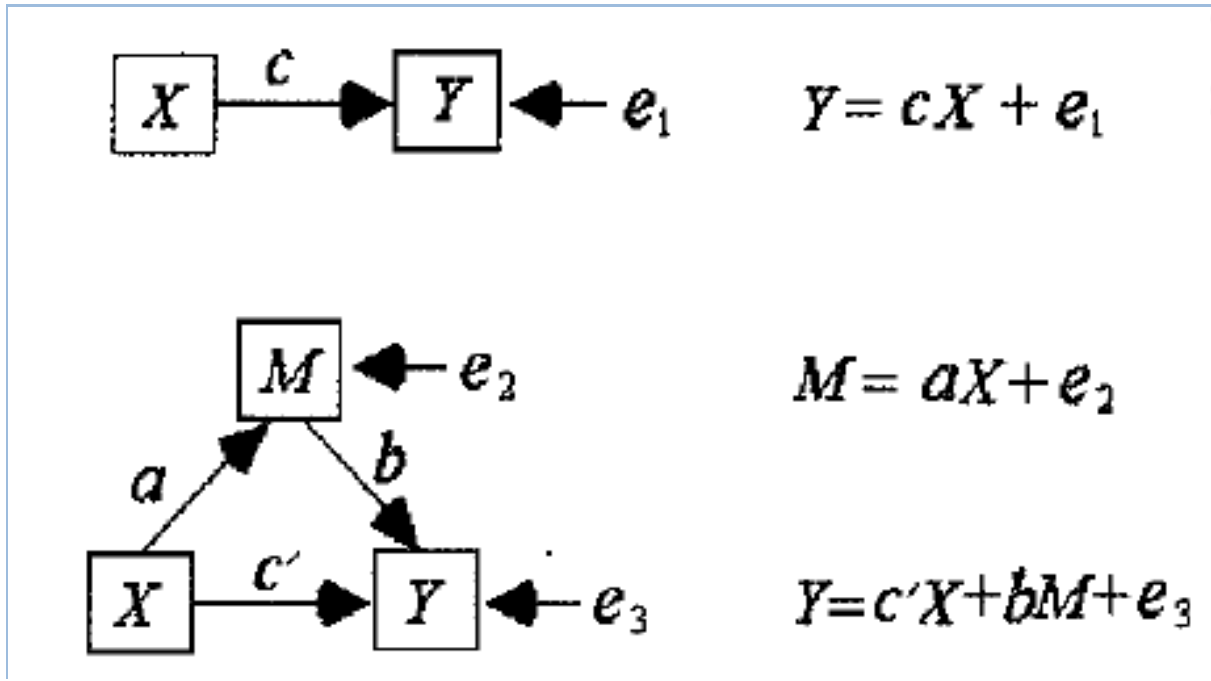 c
X Y e₁ Y= cX + e₁
M e₂ M= aX+e₂
a b
c′
X Y e₃ Y=c′X+bM+e₃